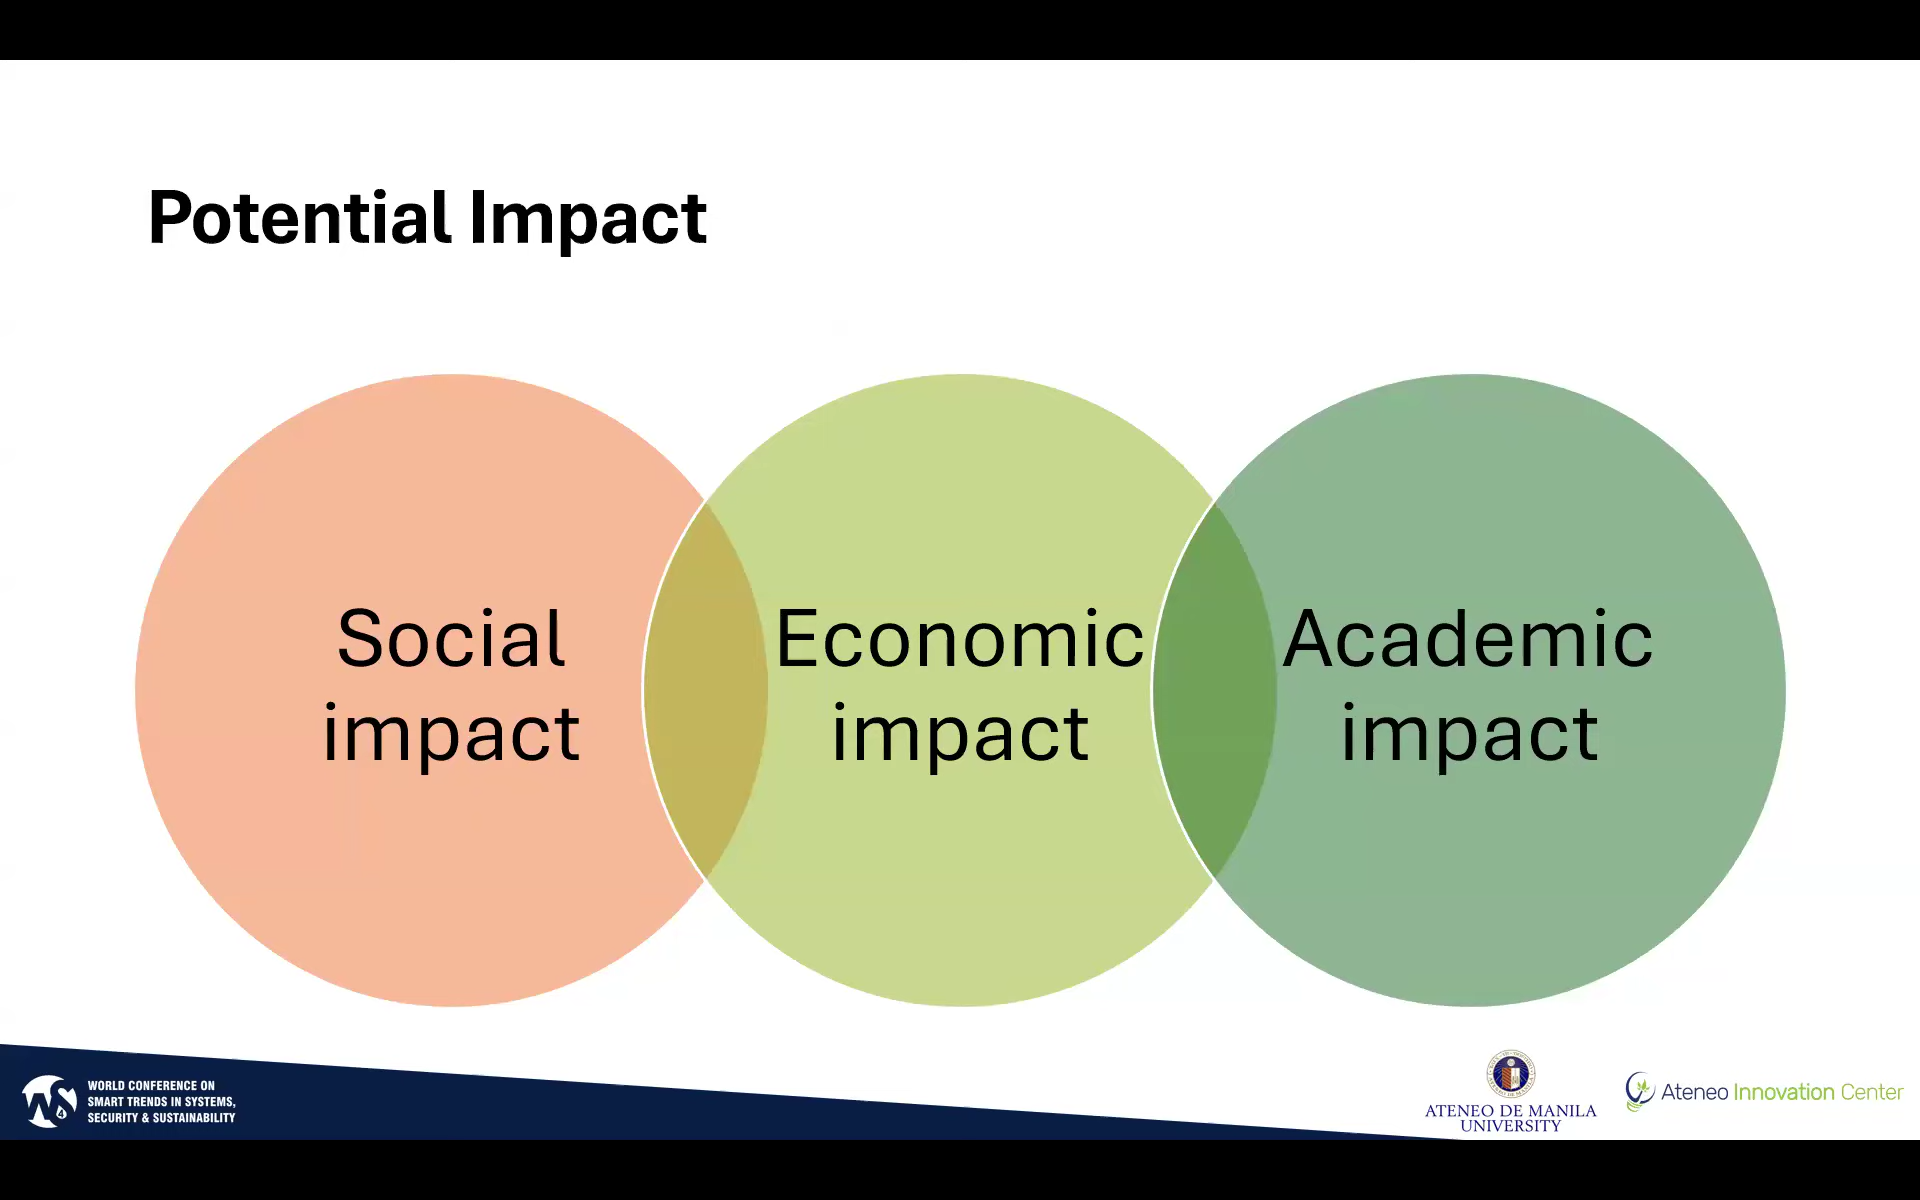 Potential Impact
Social
impact
Economic
impact
Academic
impact
WORLD CONFERENCE ON
SMART TRENDS IN SYSTEMS,
SECURITY & SUSTAINABILITY
ATENEO DE MANILA
UNIVERSITY
Ateneo Innovation Center